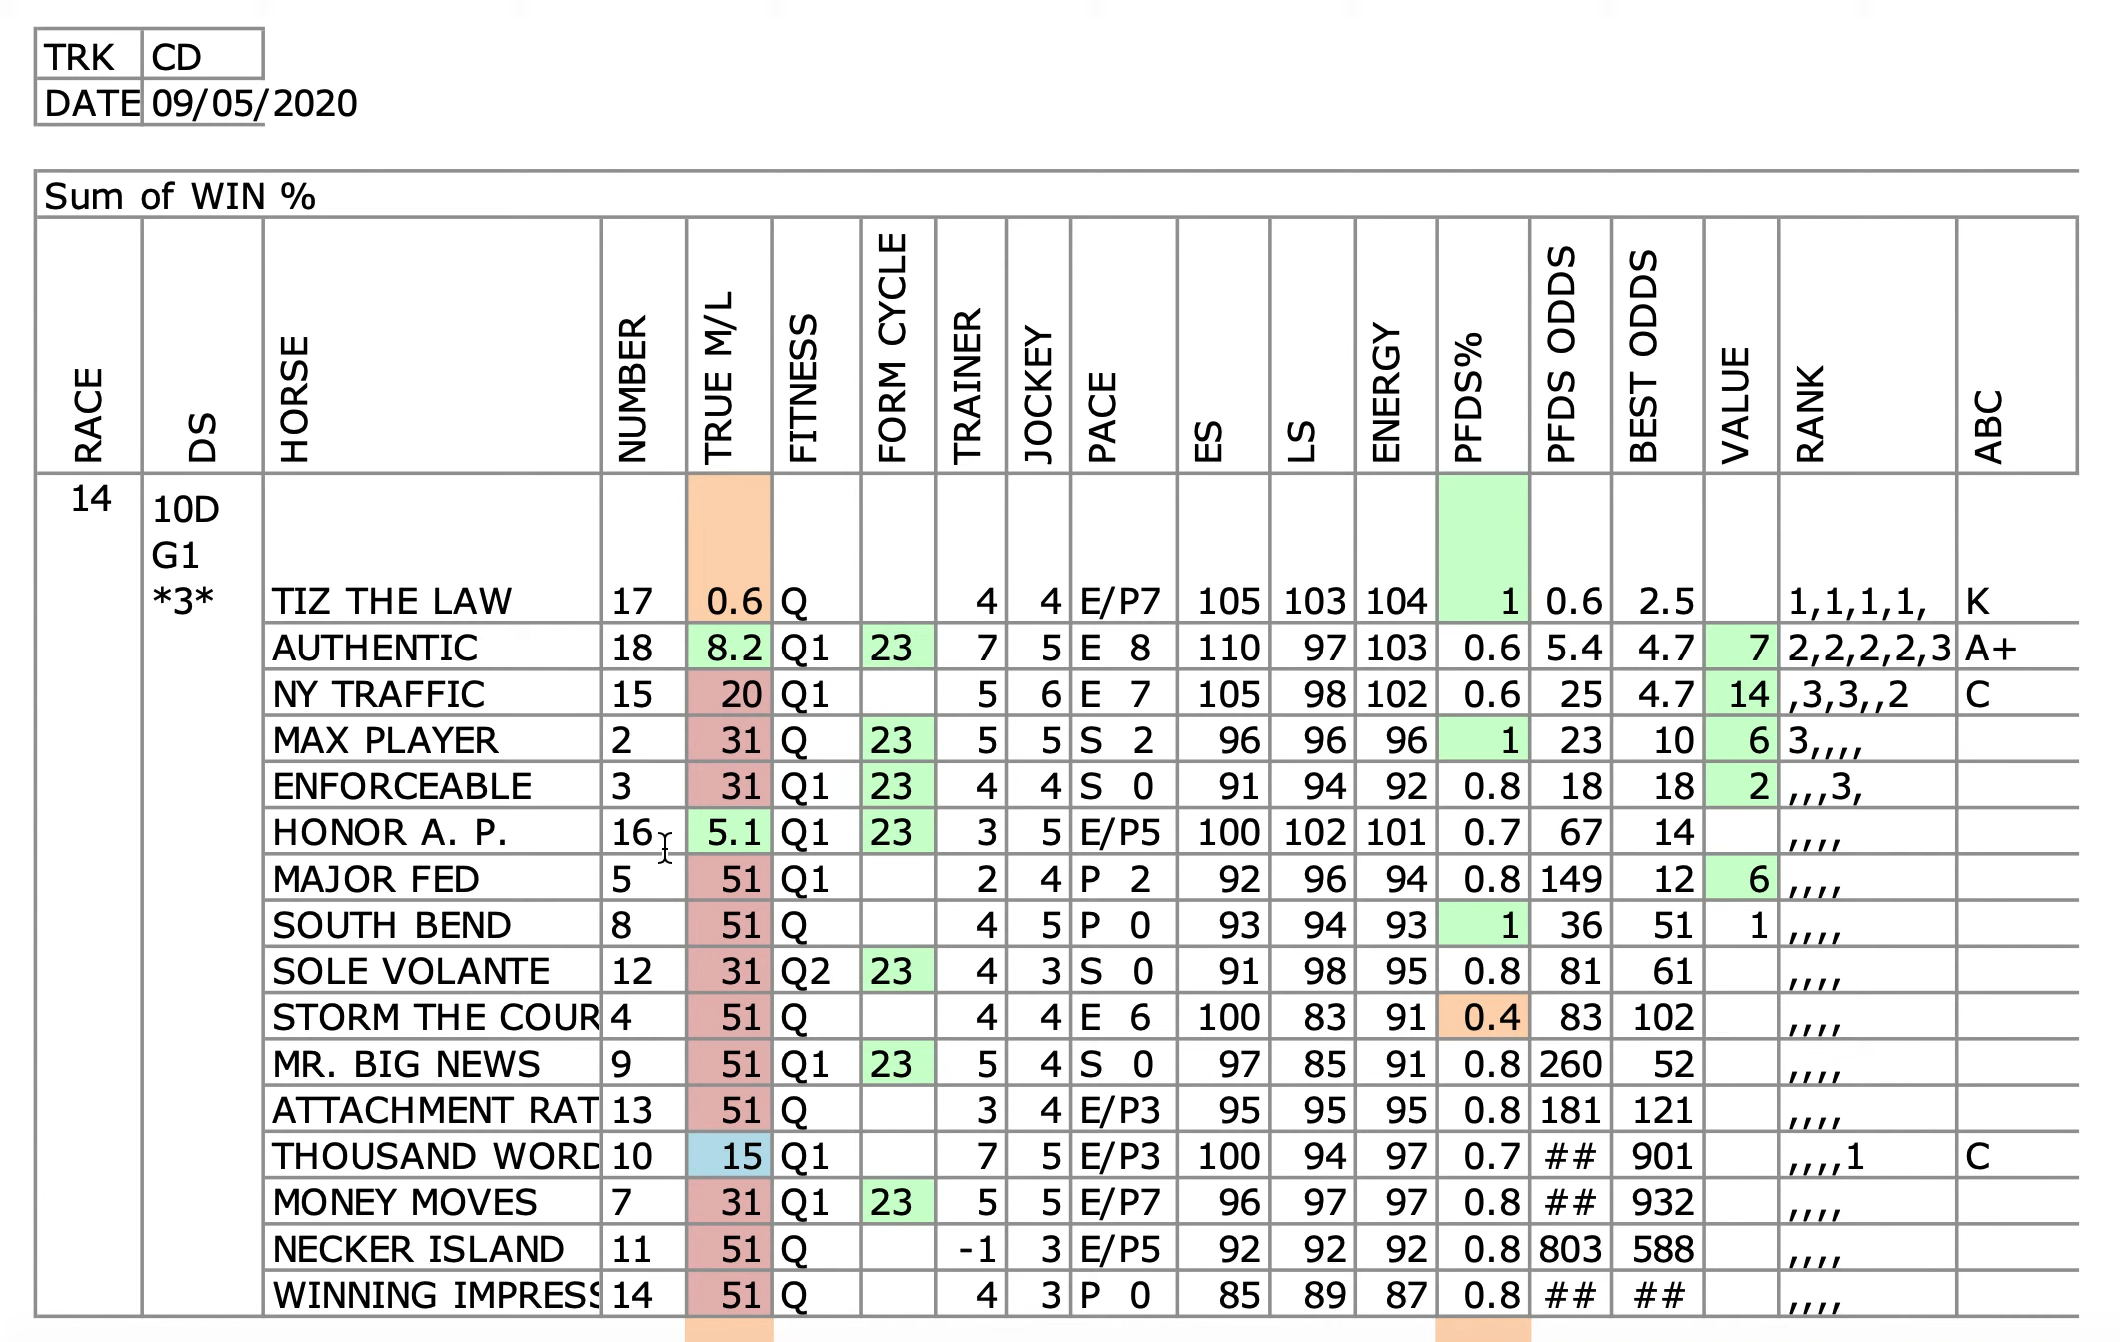 TRK CD
DATE 09/05/2020
Sum of WIN %
RACE DS HORSE NUMBER TRUE M/L FITNESS FORM CYCLE TRAINER JOCKEY PACE ES LS ENERGY PFDS% PFDS ODDS BEST ODDS VALUE RANK ABC
14 10D
G1
*3* TIZ THE LAW 17 0.6 Q 4 4 E/P7 105 103 104 1 0.6 2.5 1,1,1,1, K
AUTHENTIC 18 8.2 Q1 23 7 5 E 8 110 97 103 0.6 5.4 4.7 7 2,2,2,2,3 A+
NY TRAFFIC 15 20 Q1 5 6 E 7 105 98 102 0.6 25 4.7 14 ,3,3,,2 C
MAX PLAYER 2 31 Q 23 5 5 S 2 96 96 96 1 23 10 6 3,,,,
ENFORCEABLE 3 31 Q1 23 4 4 S 0 91 94 92 0.8 18 18 2 ,,,3,
HONOR A. P. 16 5.1 Q1 23 3 5 E/P5 100 102 101 0.7 67 14 ,,,,
MAJOR FED 5 51 Q1 2 4 P 2 92 96 94 0.8 149 12 6 ,,,,
SOUTH BEND 8 51 Q 4 5 P 0 93 94 93 1 36 51 1 ,,,,
SOLE VOLANTE 12 31 Q2 23 4 3 S 0 91 98 95 0.8 81 61 ,,,,
STORM THE COUR 4 51 Q 4 4 E 6 100 83 91 0.4 83 102 ,,,,
MR. BIG NEWS 9 51 Q1 23 5 4 S 0 97 85 91 0.8 260 52 ,,,,
ATTACHMENT RAT 13 51 Q 3 4 E/P3 95 95 95 0.8 181 121 ,,,,
THOUSAND WORD 10 15 Q1 7 5 E/P3 100 94 97 0.7 ## 901 ,,,,1 C
MONEY MOVES 7 31 Q1 23 5 5 E/P7 96 97 97 0.8 ## 932 ,,,,
NECKER ISLAND 11 51 Q -1 3 E/P5 92 92 92 0.8 803 588 ,,,,
WINNING IMPRESS 14 51 Q 4 3 P 0 85 89 87 0.8 ## ## ,,,,